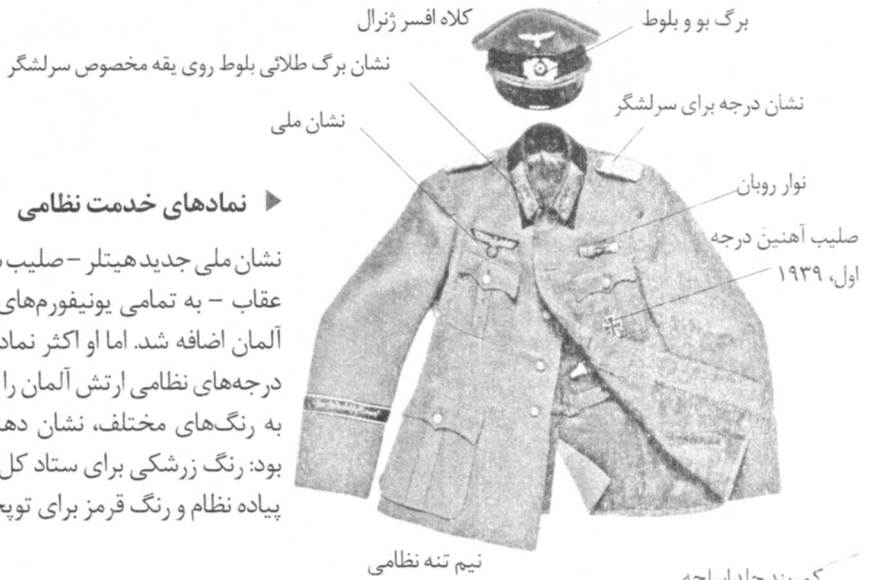 کلاه افسر ژنرال
برگ بو و بلوط
نشان برگ طلائی بلوط روی یقه مخصوص سرلشگر
نشان درجه برای سرلشگر
نشان ملی
نوار روبان
صلیب آهنین درجه
اول، ۱۹۳۹
نمادهای خدمت نظامی
نشان ملی جدید هیتلر – صلیب
عقاب – به تمامی یونیفورم‌های
آلمان اضافه شد. اما او اکثر
درجه‌های نظامی ارتش آلمان را
به رنگ‌های مختلف، نشان
بود: رنگ زرشکی برای ستاد کل
پیاده نظام و رنگ قرمز برای
نیم تنه نظامی